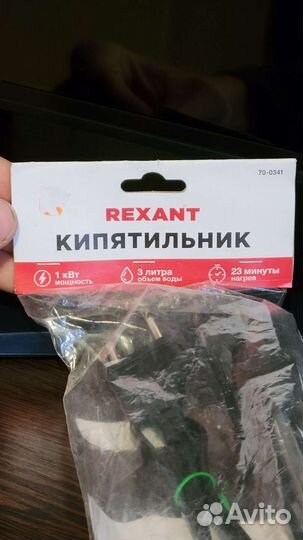 70-0341
REXANT
КИПЯТИЛЬНИК
1 кВт
мощность
3 литра
объем воды
23 минуты
нагрев
Avito